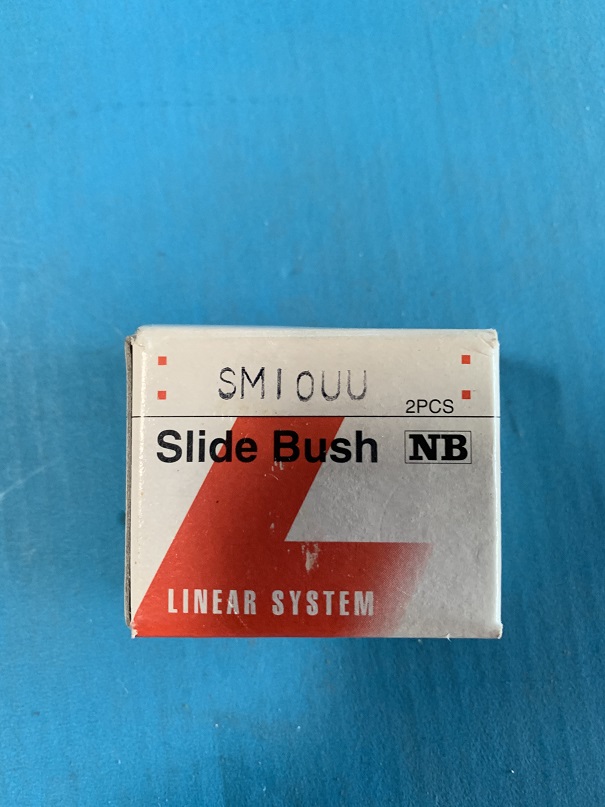 SM10UU
2PCS
Slide Bush NB
LINEAR SYSTEM